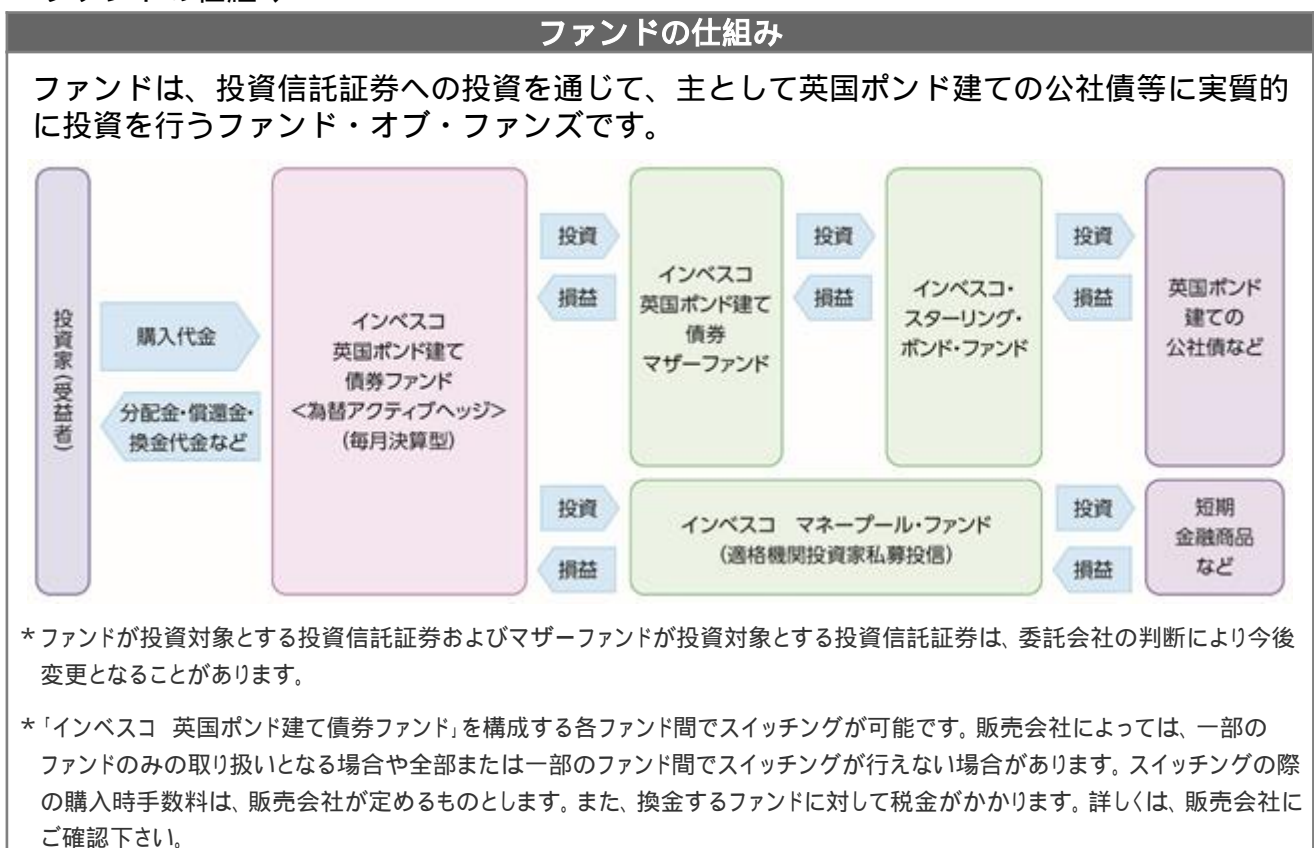 ファンドの仕組み
ファンドは、投資信託証券への投資を通じて、主として英国ポンド建ての公社債等に実質的
に投資を行うファンド・オブ・ファンズです。
投資家(受益者)
購入代金
分配金・償還金・
換金代金など
インベスコ
英国ポンド建て
債券ファンド
<為替アクティブヘッジ>
(毎月決算型)
投資
損益
インベスコ
英国ポンド建て
債券
マザーファンド
投資
損益
インベスコ・
スターリング・
ボンド・ファンド
投資
損益
英国ポンド
建ての
公社債など
投資
損益
インベスコ マネープール・ファンド
(適格機関投資家私募投信)
投資
損益
短期
金融商品
など
*ファンドが投資対象とする投資信託証券およびマザーファンドが投資対象とする投資信託証券は、委託会社の判断により今後
変更となることがあります。
*「インベスコ 英国ポンド建て債券ファンド」を構成する各ファンド間でスイッチングが可能です。販売会社によっては、一部の
ファンドのみの取り扱いとなる場合や全部または一部のファンド間でスイッチングが行えない場合があります。スイッチングの際
の購入時手数料は、販売会社が定めるものとします。また、換金するファンドに対して税金がかかります。詳しくは、販売会社に
ご確認下さい。